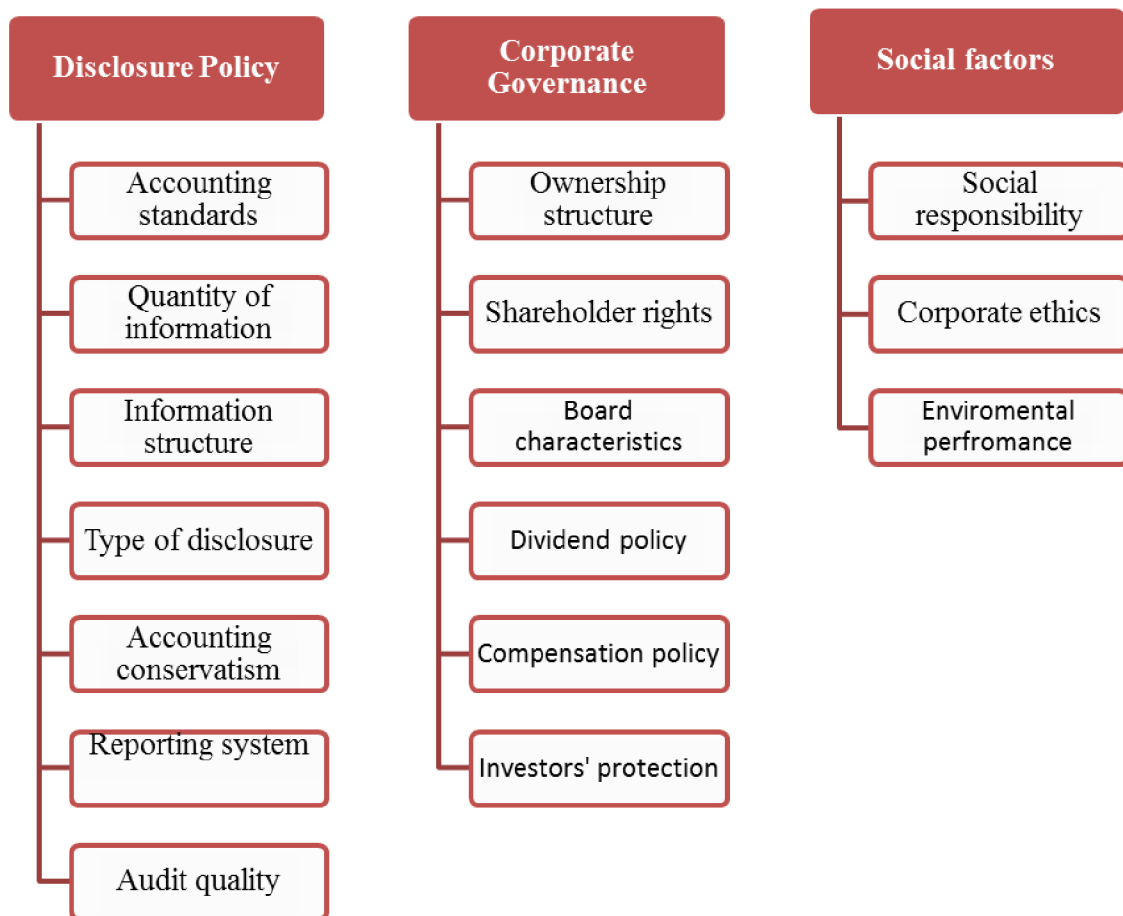 Disclosure Policy
Accounting
standards
Quantity of
information
Information
structure
Type of disclosure
Accounting
conservatism
Reporting system
Audit quality
Corporate
Governance
Ownership
structure
Shareholder rights
Board
characteristics
Dividend policy
Compensation policy
Investors' protection
Social factors
Social
responsibility
Corporate ethics
Enviromental
perfromance